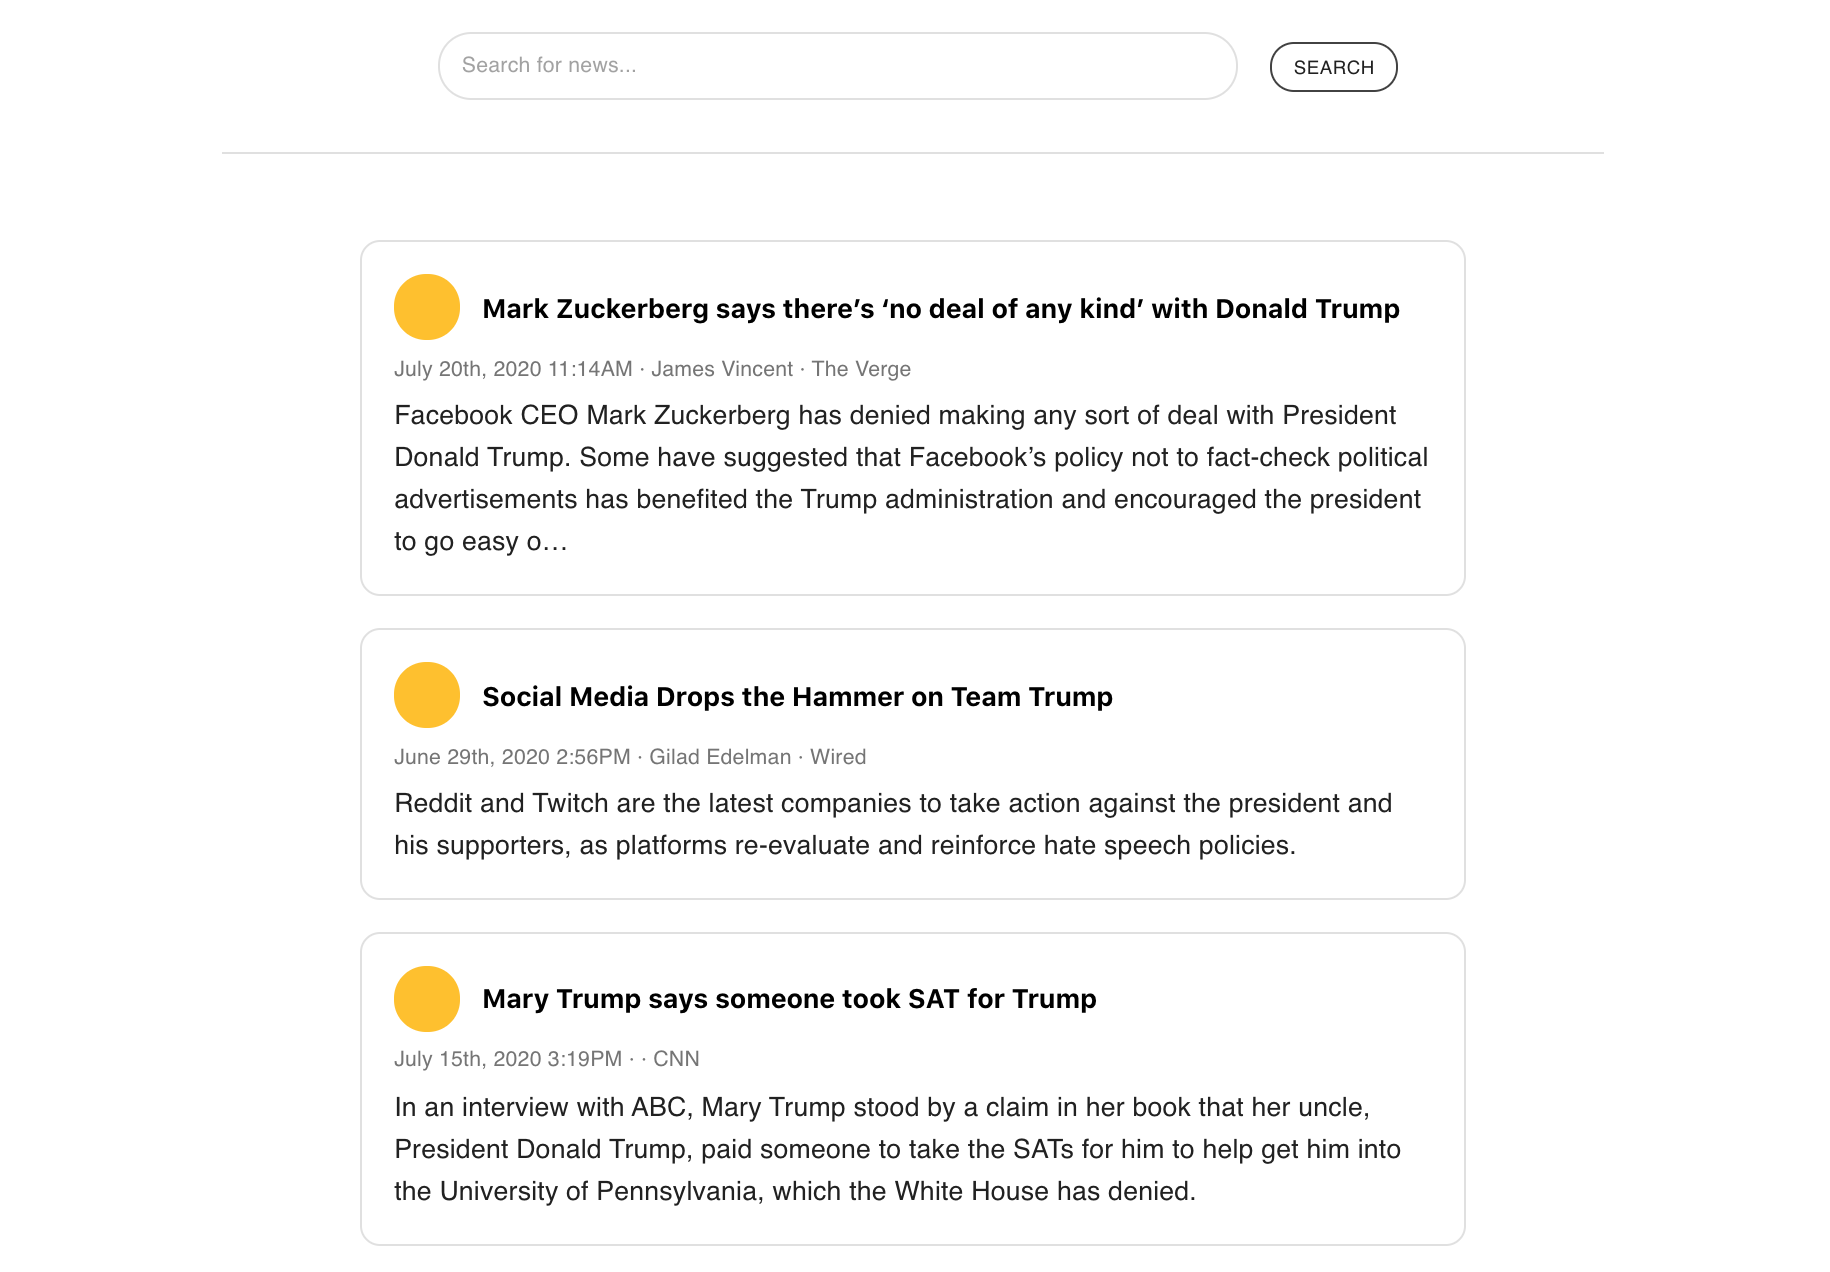 Search for news...
SEARCH
Mark Zuckerberg says there’s ‘no deal of any kind’ with Donald Trump
July 20th, 2020 11:14AM · James Vincent · The Verge
Facebook CEO Mark Zuckerberg has denied making any sort of deal with President
Donald Trump. Some have suggested that Facebook’s policy not to fact-check political
advertisements has benefited the Trump administration and encouraged the president
to go easy o…
Social Media Drops the Hammer on Team Trump
June 29th, 2020 2:56PM · Gilad Edelman · Wired
Reddit and Twitch are the latest companies to take action against the president and
his supporters, as platforms re-evaluate and reinforce hate speech policies.
Mary Trump says someone took SAT for Trump
July 15th, 2020 3:19PM · · CNN
In an interview with ABC, Mary Trump stood by a claim in her book that her uncle,
President Donald Trump, paid someone to take the SATs for him to help get him into
the University of Pennsylvania, which the White House has denied.